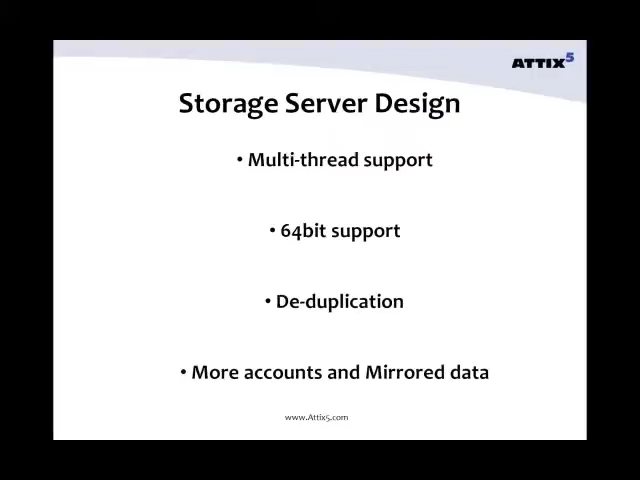 ATTIX5
Storage Server Design
• Multi-thread support
• 64bit support
• De-duplication
• More accounts and Mirrored data
www.Attix5.com